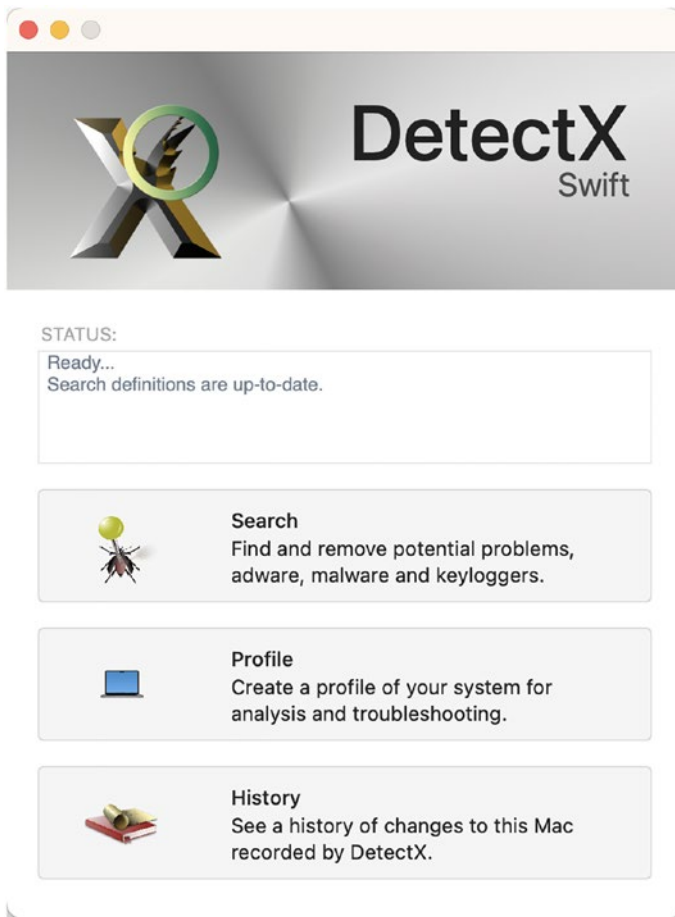 DetectX
Swift
STATUS:
Ready...
Search definitions are up-to-date.
Search
Find and remove potential problems,
adware, malware and keyloggers.
Profile
Create a profile of your system for
analysis and troubleshooting.
History
See a history of changes to this Mac
recorded by DetectX.